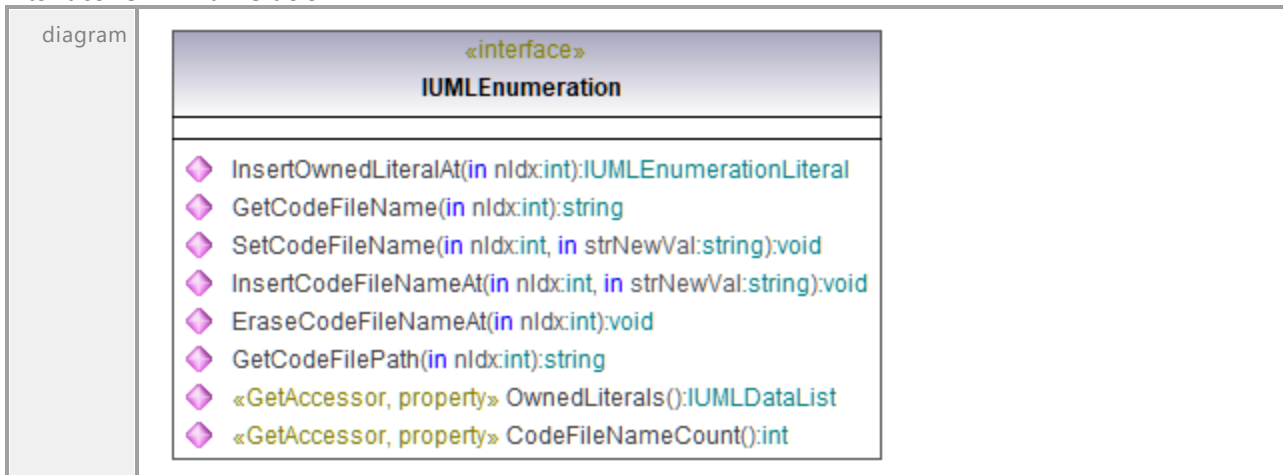 diagram
«interface»
IUMLEnumeration
InsertOwnedLiteralAt(in nIdx:int):IUMLEnumerationLiteral
GetCodeFileName(in nIdx:int):string
SetCodeFileName(in nIdx:int, in strNewVal:string):void
InsertCodeFileNameAt(in nIdx:int, in strNewVal:string):void
EraseCodeFileNameAt(in nIdx:int):void
GetCodeFilePath(in nIdx:int):string
«GetAccessor, property» OwnedLiterals():IUMLDataList
«GetAccessor, property» CodeFileNameCount():int